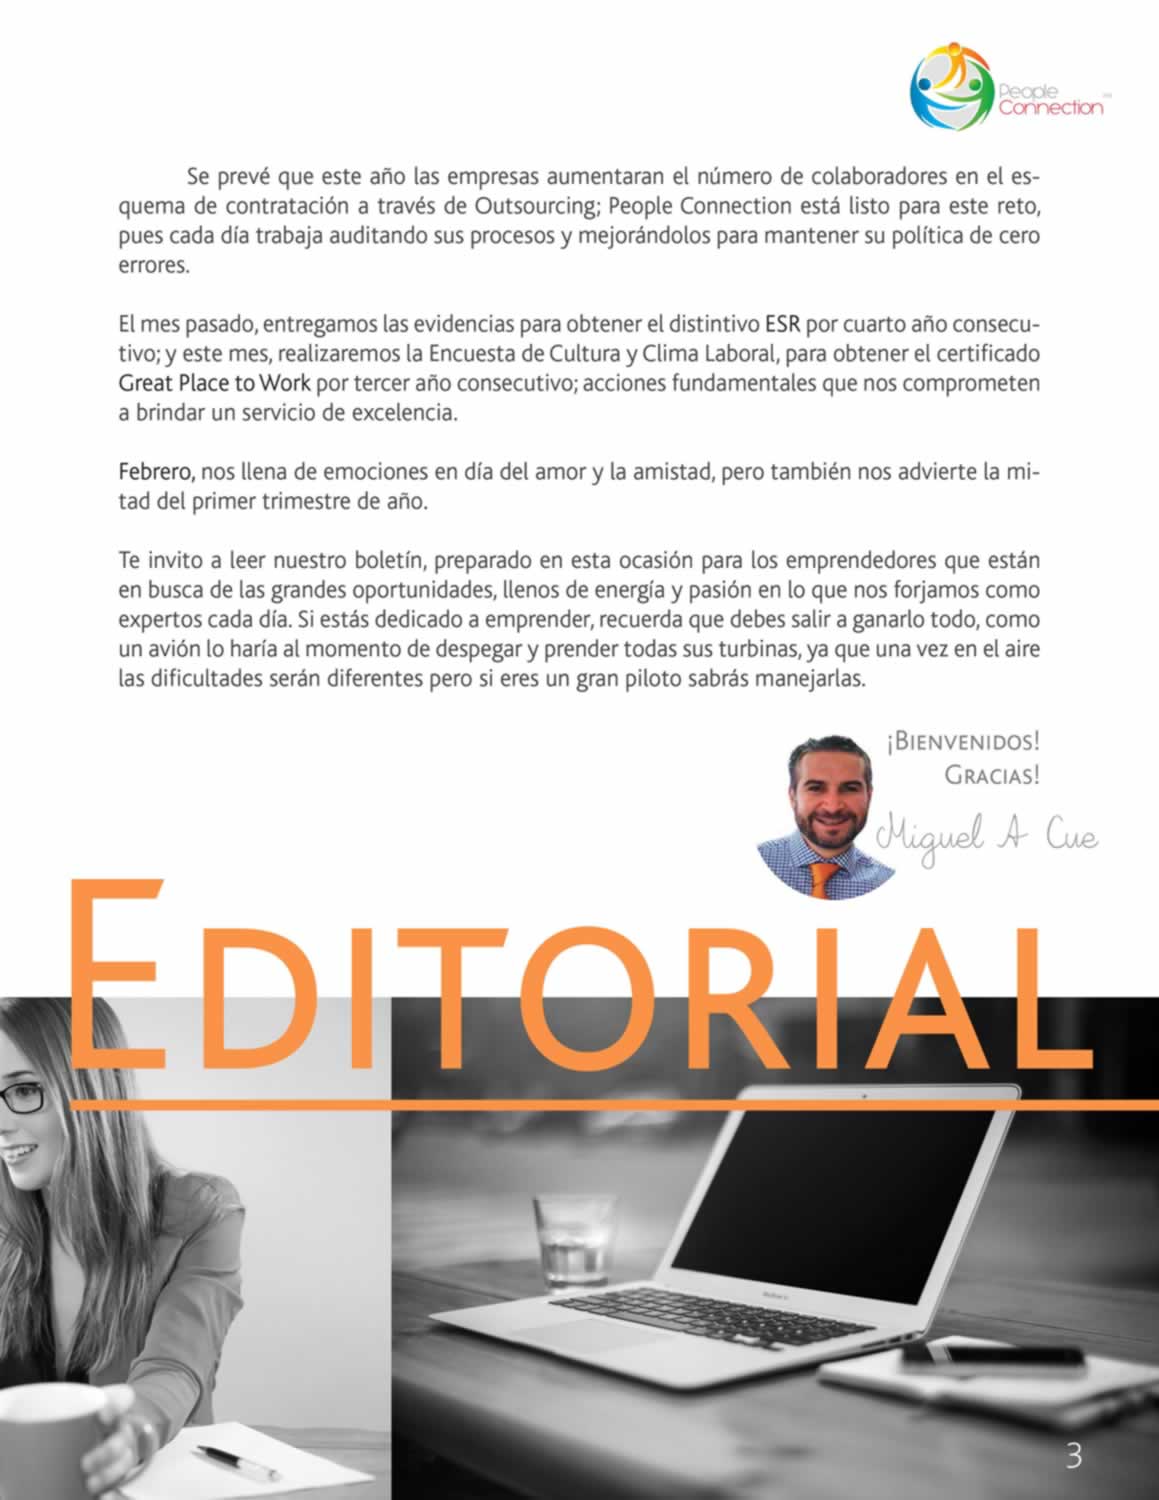 People
Connection
Se prevé que este año las empresas aumentaran el número de colaboradores en el es-
quema de contratación a través de Outsourcing; People Connection está listo para este reto,
pues cada día trabaja auditando sus procesos y mejorándolos para mantener su política de cero
errores.
El mes pasado, entregamos las evidencias para obtener el distintivo ESR por cuarto año consecu-
tivo; y este mes, realizaremos la Encuesta de Cultura y Clima Laboral, para obtener el certificado
Great Place to Work por tercer año consecutivo; acciones fundamentales que nos comprometen
a brindar un servicio de excelencia.
Febrero, nos llena de emociones en día del amor y la amistad, pero también nos advierte la mi-
tad del primer trimestre de año.
Te invito a leer nuestro boletín, preparado en esta ocasión para los emprendedores que están
en busca de las grandes oportunidades, llenos de energía y pasión en lo que nos forjamos como
expertos cada día. Si estás dedicado a emprender, recuerda que debes salir a ganarlo todo, como
un avión lo haría al momento de despegar y prender todas sus turbinas, ya que una vez en el aire
las dificultades serán diferentes pero si eres un gran piloto sabrás manejarlas.
¡BIENVENIDOS!
GRACIAS!
Miguel A Cue
EDITORIAL
3